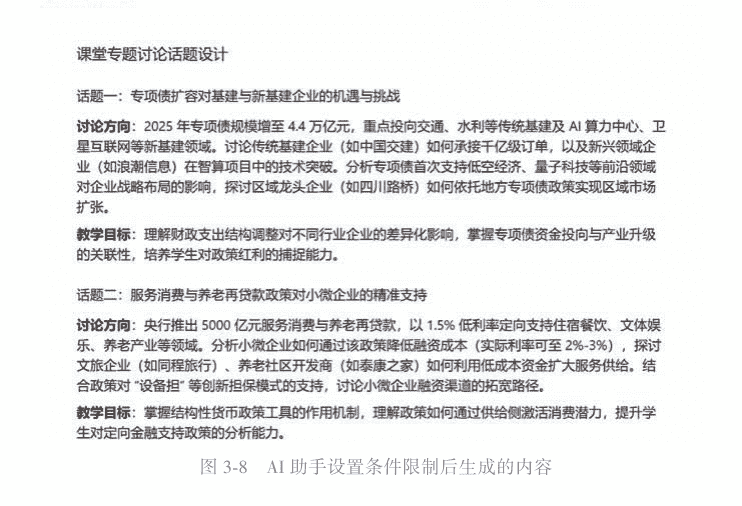 课堂专题讨论话题设计
话题一：专项债扩容对基建与新基建企业的机遇与挑战
讨论方向：2025 年专项债规模增至 4.4 万亿元，重点投向交通、水利等传统基建及 AI 算力中心、卫
星互联网等新基建领域。讨论传统基建企业（如中国交建）如何承接千亿级订单，以及新兴领域企
业（如浪潮信息）在智算项目中的技术突破。分析专项债首次支持低空经济、量子科技等前沿领域
对企业战略布局的影响，探讨区域龙头企业（如四川路桥）如何依托地方专项债政策实现区域市场
扩张。
教学目标：理解财政支出结构调整对不同行业企业的差异化影响，掌握专项债资金投向与产业升级
的关联性，培养学生对政策红利的捕捉能力。
话题二：服务消费与养老再贷款政策对小微企业的精准支持
讨论方向：央行推出 5000 亿元服务消费与养老再贷款，以 1.5% 低利率定向支持住宿餐饮、文体娱
乐、养老产业等领域。分析小微企业如何通过该政策降低融资成本（实际利率可至 2%-3%），探讨
文旅企业（如同程旅行）、养老社区开发商（如泰康之家）如何利用低成本资金扩大服务供给。结
合政策对 “设备担” 等创新担保模式的支持，讨论小微企业融资渠道的拓宽路径。
教学目标：掌握结构性货币政策工具的作用机制，理解政策如何通过供给侧激活消费潜力，提升学
生对定向金融支持政策的分析能力。
图 3-8 AI 助手设置条件限制后生成的内容